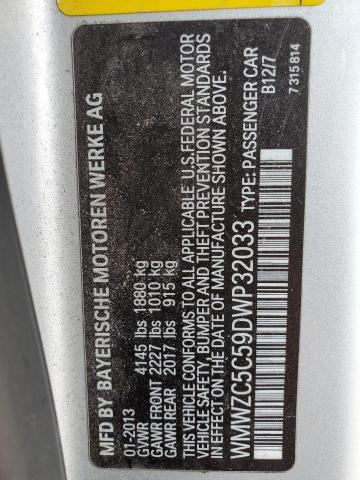 MFD BY BAYERISCHE MOTOREN WERKE AG
01-2013
GVWR 4145 lbs 1880 kg
GAWR FRONT 2227 lbs 1010 kg
GAWR REAR 2017 lbs 915 kg
THIS VEHICLE CONFORMS TO ALL APPLICABLE U.S. FEDERAL MOTOR
VEHICLE SAFETY, BUMPER AND THEFT PREVENTION STANDARDS
IN EFFECT ON THE DATE OF MANUFACTURE SHOWN ABOVE.
WMWZC5C59DWP32033 TYPE: PASSENGER CAR
B12/7
7 315 814